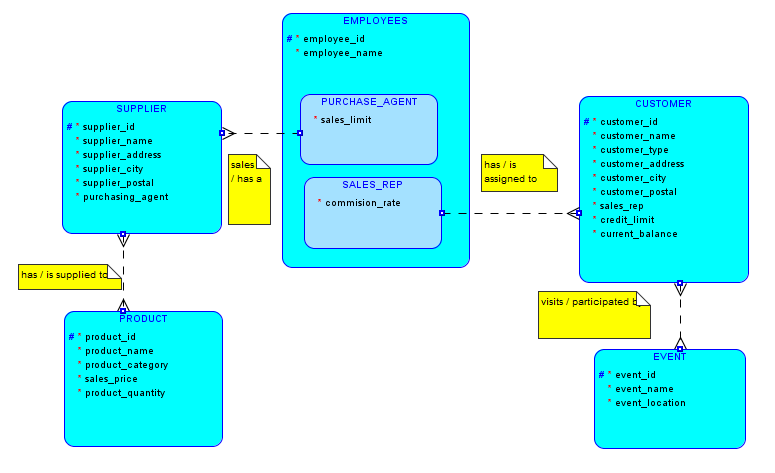 EMPLOYEES
# * employee_id
* employee_name
PURCHASE_AGENT
* sales_limit
SALES_REP
* commision_rate
SUPPLIER
# * supplier_id
* supplier_name
* supplier_address
* supplier_city
* supplier_postal
* purchasing_agent
sales
/ has a
has / is
assigned to
CUSTOMER
# * customer_id
* customer_name
* customer_type
* customer_address
* customer_city
* customer_postal
* sales_rep
* credit_limit
* current_balance
has / is supplied to
visits / participated
PRODUCT
# * product_id
* product_name
* product_category
* sales_price
* product_quantity
EVENT
# * event_id
* event_name
* event_location